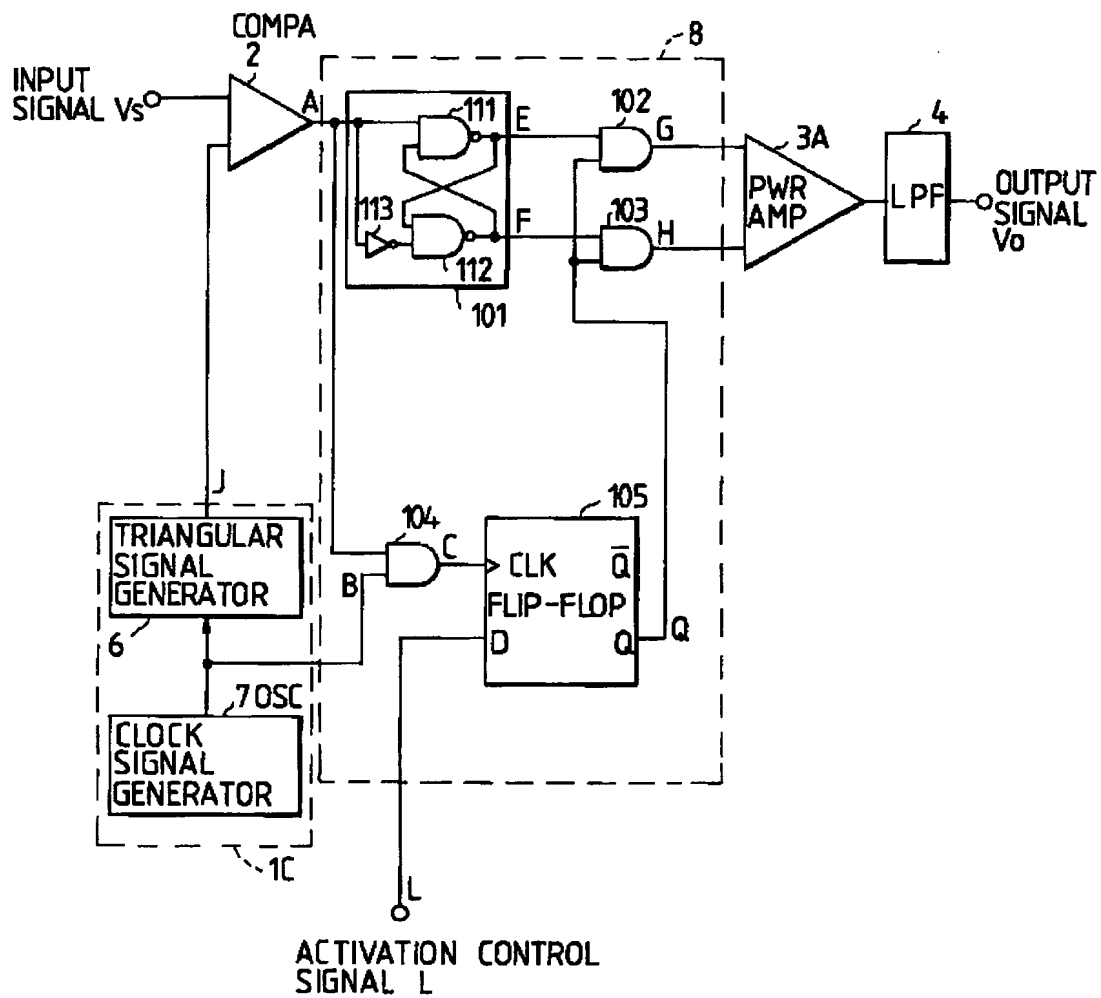 COMPA
2
8
INPUT
SIGNAL Vs
A
111
E
102
G
4
3A
PWR
AMP
LPF
OUTPUT
SIGNAL
Vo
113
F
103
H
112
101
J
TRIANGULAR
SIGNAL
GENERATOR
6
104
C
B
105
CLK
Q̅
FLIP-FLOP
D
Q
Q
7 OSC
CLOCK
SIGNAL
GENERATOR
1C
L
ACTIVATION CONTROL
SIGNAL L